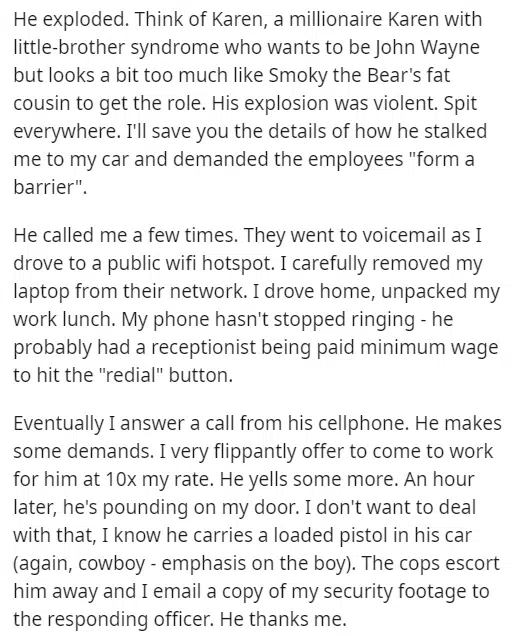 He exploded. Think of Karen, a millionaire Karen with
little-brother syndrome who wants to be John Wayne
but looks a bit too much like Smoky the Bear's fat
cousin to get the role. His explosion was violent. Spit
everywhere. I'll save you the details of how he stalked
me to my car and demanded the employees "form a
barrier".
He called me a few times. They went to voicemail as I
drove to a public wifi hotspot. I carefully removed my
laptop from their network. I drove home, unpacked my
work lunch. My phone hasn't stopped ringing - he
probably had a receptionist being paid minimum wage
to hit the "redial" button.
Eventually I answer a call from his cellphone. He makes
some demands. I very flippantly offer to come to work
for him at 10x my rate. He yells some more. An hour
later, he's pounding on my door. I don't want to deal
with that, I know he carries a loaded pistol in his car
(again, cowboy - emphasis on the boy). The cops escort
him away and I email a copy of my security footage to
the responding officer. He thanks me.